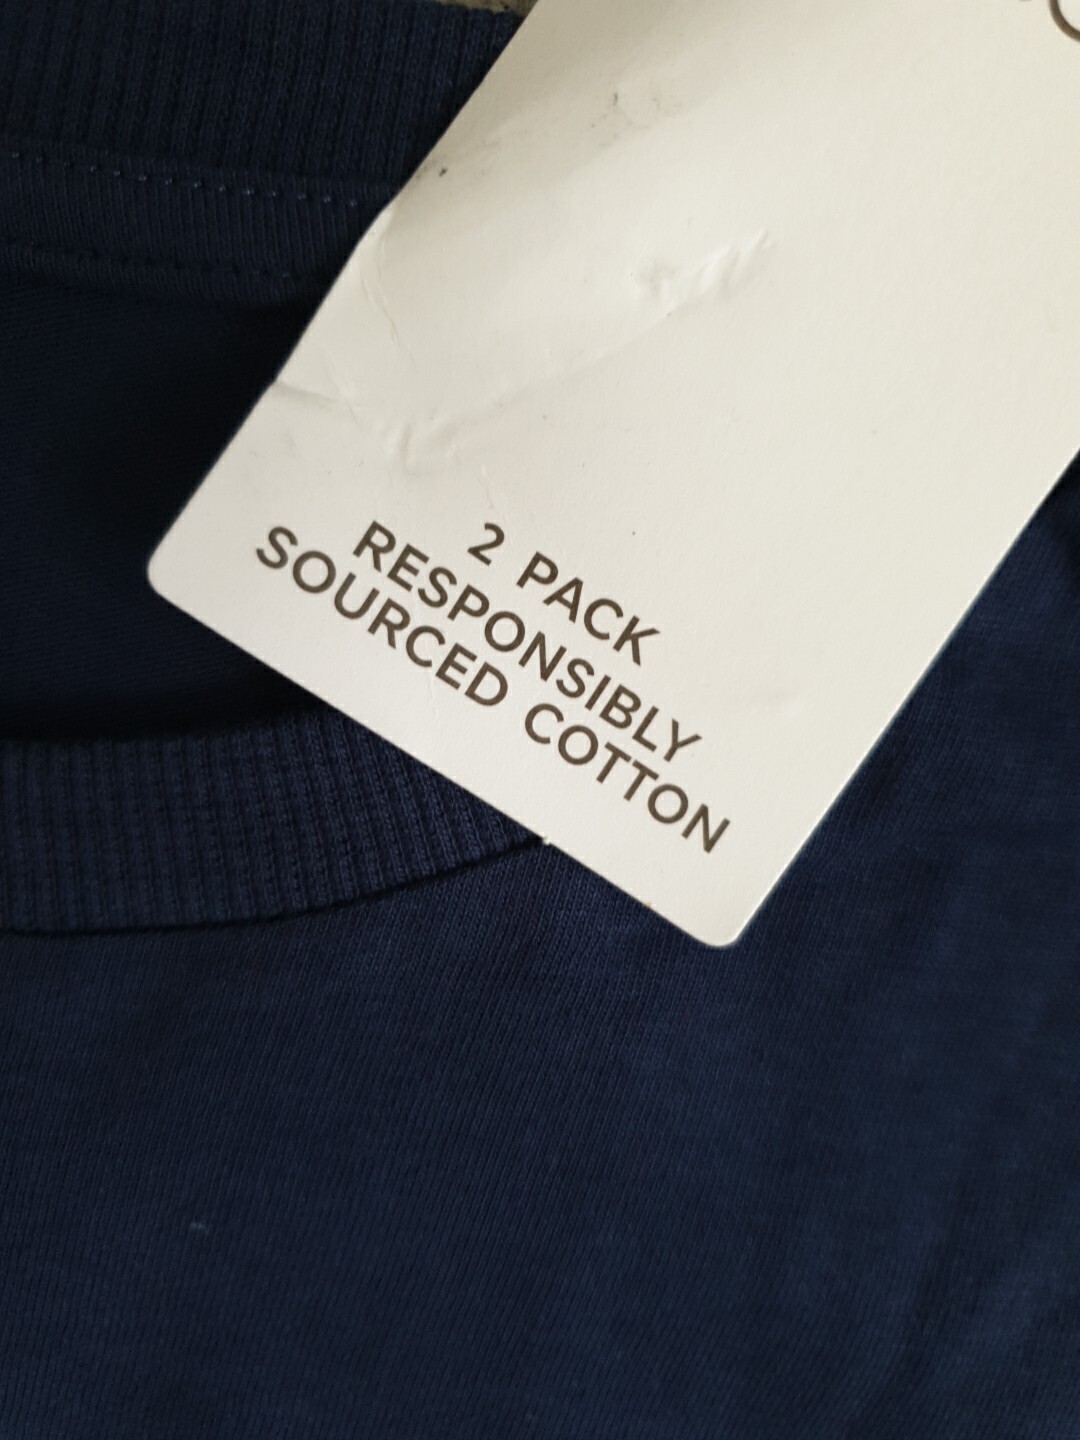 2 PACK
RESPONSIBLY
SOURCED COTTON